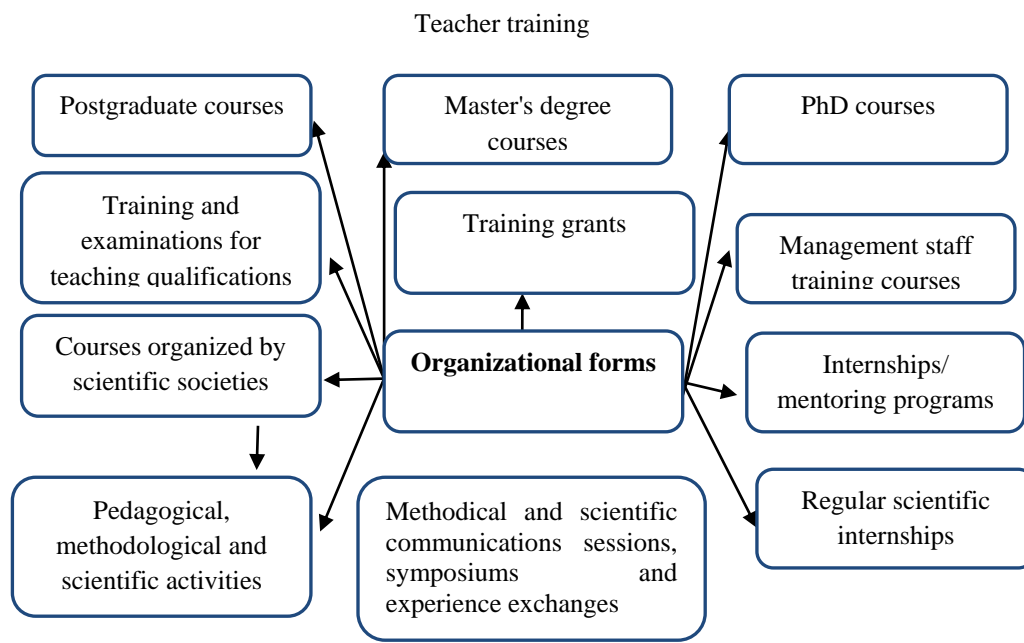 Teacher training
Postgraduate courses
Master's degree
courses
PhD courses
Training and
examinations for
teaching qualifications
Training grants
Management staff
training courses
Courses organized by
scientific societies
Organizational forms
Internships/
mentoring programs
Pedagogical,
methodological and
scientific activities
Methodical and scientific
communications sessions,
symposiums and
experience exchanges
Regular scientific
internships